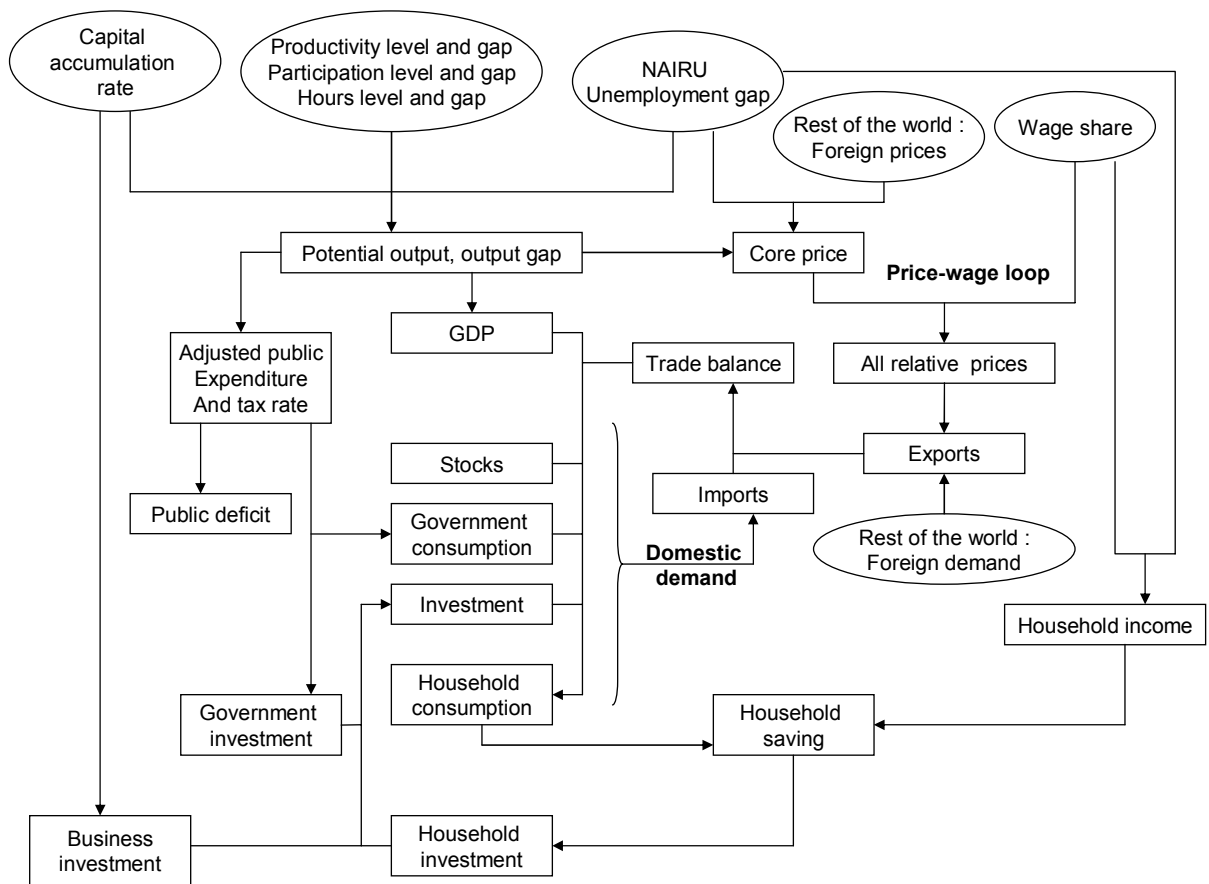 Capital
accumulation
rate
Productivity level and gap
Participation level and gap
Hours level and gap
NAIRU
Unemployment gap
Rest of the world :
Foreign prices
Wage share
Potential output, output gap
Core price
Price-wage loop
GDP
Adjusted public
Expenditure
And tax rate
Trade balance
All relative prices
Stocks
Exports
Imports
Public deficit
Government
consumption
Rest of the world :
Foreign demand
Domestic
demand
Investment
Household income
Household
consumption
Government
investment
Household
saving
Business
investment
Household
investment